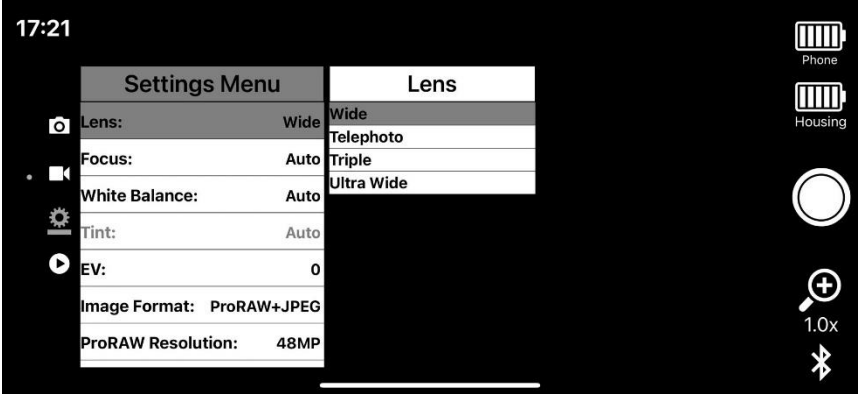 17:21
Phone
Housing
1.0x
Settings Menu
Lens: Wide
Focus: Auto
White Balance: Auto
Tint: Auto
EV: 0
Image Format: ProRAW+JPEG
ProRAW Resolution: 48MP
Lens
Wide
Telephoto
Triple
Ultra Wide